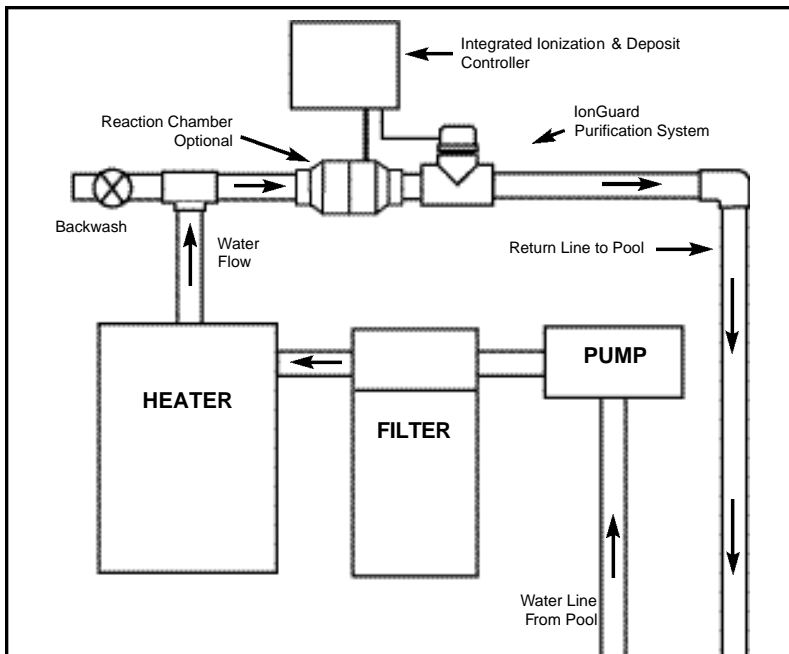 Integrated Ionization & Deposit
Controller
Reaction Chamber
Optional
IonGuard
Purification System
Backwash
Water
Flow
Return Line to Pool
HEATER
FILTER
PUMP
Water Line
From Pool